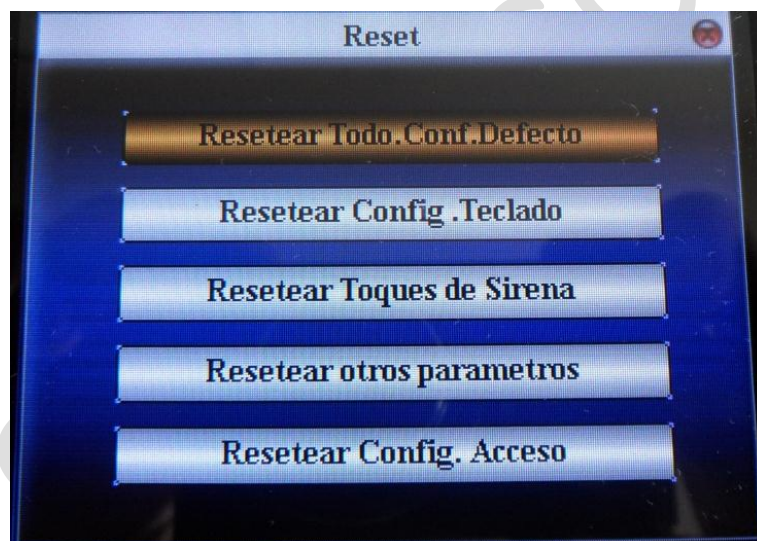 Reset
Resetear Todo.Conf.Defecto
Resetear Config .Teclado
Resetear Toques de Sirena
Resetear otros parametros
Resetear Config. Acceso